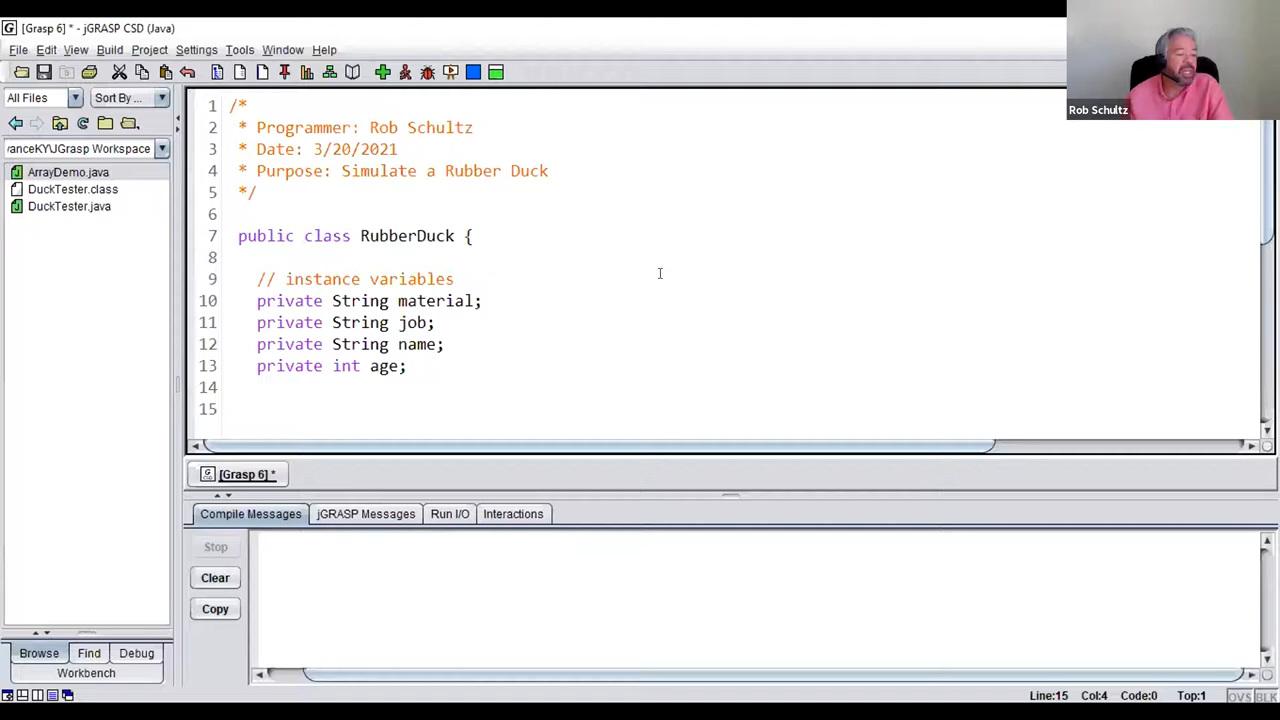 [Grasp 6] * - jGRASP CSD (Java)
File Edit View Build Project Settings Tools Window Help
All Files Sort By ...
vanceKYJGrasp Workspace
ArrayDemo.java
DuckTester.class
DuckTester.java
1 /*
2 * Programmer: Rob Schultz
3 * Date: 3/20/2021
4 * Purpose: Simulate a Rubber Duck
5 */
6
7 public class RubberDuck {
8
9 // instance variables
10 private String material;
11 private String job;
12 private String name;
13 private int age;
14
15
Rob Schultz
[Grasp 6] *
Compile Messages jGRASP Messages Run I/O Interactions
Stop
Clear
Copy
Browse Find Debug
Workbench
Line:15 Col:4 Code:0 Top:1 OVS BLK